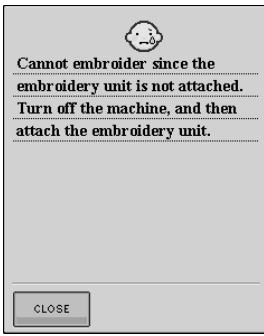 Cannot embroider since the
embroidery unit is not attached.
Turn off the machine, and then
attach the embroidery unit.
CLOSE